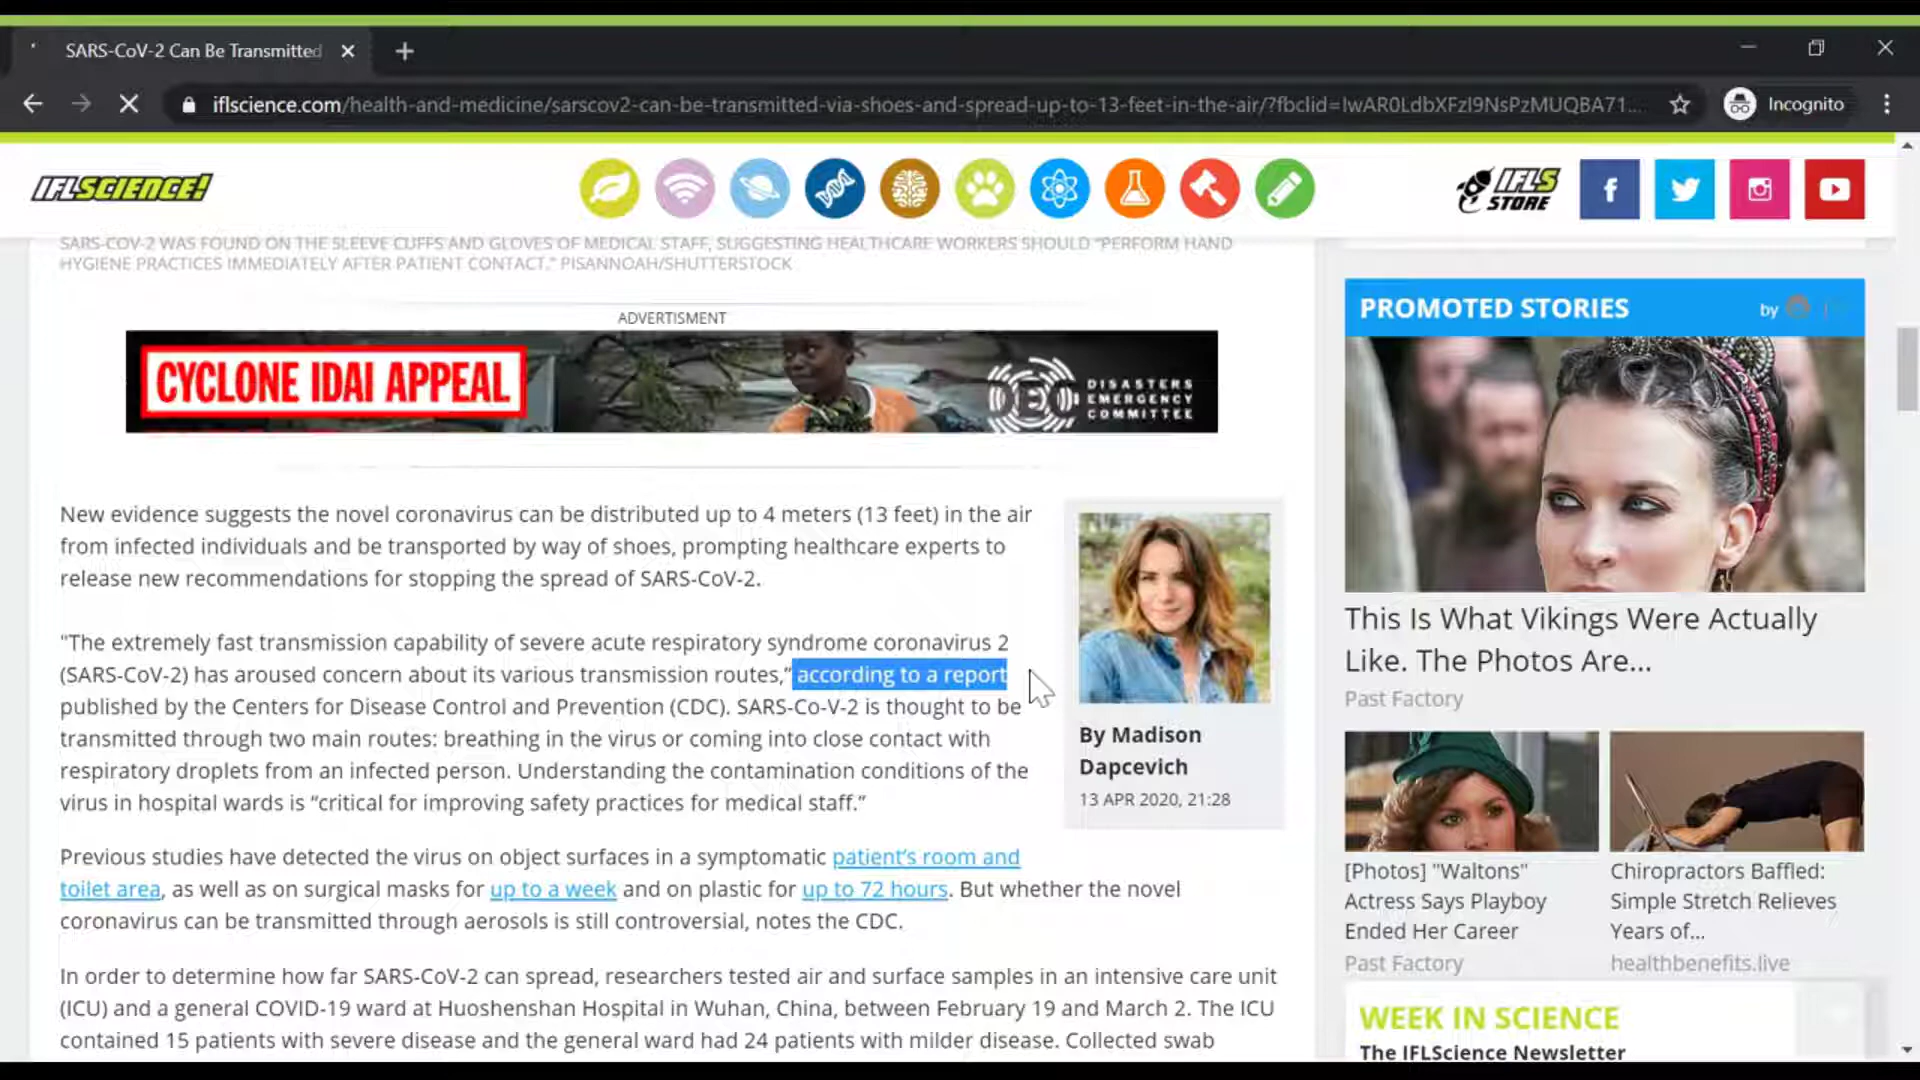 SARS-CoV-2 Can Be Transmitted
iflscience.com/health-and-medicine/sarscov2-can-be-transmitted-via-shoes-and-spread-up-to-13-feet-in-the-air/?fbclid=IwAR0LdbXFzI9NsPzMUQBA71...
Incognito
IFLSCIENCE!
IFLS
STORE
SARS-COV-2 WAS FOUND ON THE SLEEVE CUFFS AND GLOVES OF MEDICAL STAFF, SUGGESTING HEALTHCARE WORKERS SHOULD “PERFORM HAND
HYGIENE PRACTICES IMMEDIATELY AFTER PATIENT CONTACT.” PISANNOAH/SHUTTERSTOCK
ADVERTISMENT
CYCLONE IDAI APPEAL
DEC
DISASTERS
EMERGENCY
COMMITTEE
New evidence suggests the novel coronavirus can be distributed up to 4 meters (13 feet) in the air
from infected individuals and be transported by way of shoes, prompting healthcare experts to
release new recommendations for stopping the spread of SARS-CoV-2.
"The extremely fast transmission capability of severe acute respiratory syndrome coronavirus 2
(SARS-CoV-2) has aroused concern about its various transmission routes,” according to a report
published by the Centers for Disease Control and Prevention (CDC). SARS-Co-V-2 is thought to be
transmitted through two main routes: breathing in the virus or coming into close contact with
respiratory droplets from an infected person. Understanding the contamination conditions of the
virus in hospital wards is “critical for improving safety practices for medical staff.”
By Madison
Dapcevich
13 APR 2020, 21:28
Previous studies have detected the virus on object surfaces in a symptomatic patient’s room and
toilet area, as well as on surgical masks for up to a week and on plastic for up to 72 hours. But whether the novel
coronavirus can be transmitted through aerosols is still controversial, notes the CDC.
In order to determine how far SARS-CoV-2 can spread, researchers tested air and surface samples in an intensive care unit
(ICU) and a general COVID-19 ward at Huoshenshan Hospital in Wuhan, China, between February 19 and March 2. The ICU
contained 15 patients with severe disease and the general ward had 24 patients with milder disease. Collected swab
PROMOTED STORIES
by
This Is What Vikings Were Actually
Like. The Photos Are...
Past Factory
[Photos] "Waltons"
Actress Says Playboy
Ended Her Career
Past Factory
Chiropractors Baffled:
Simple Stretch Relieves
Years of...
healthbenefits.live
WEEK IN SCIENCE
The IFLScience Newsletter